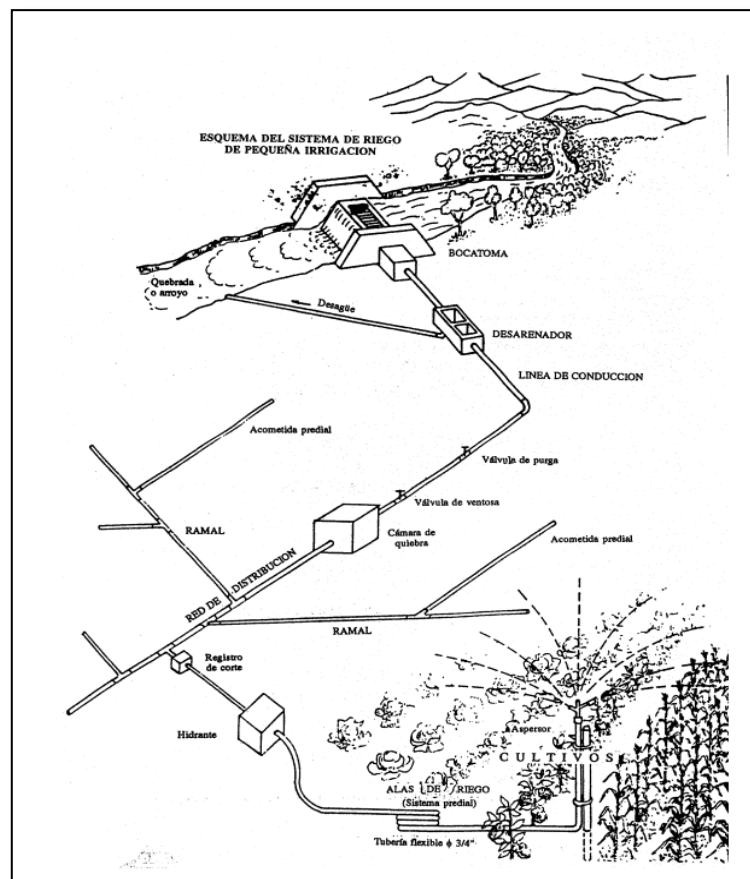 ESQUEMA DEL SISTEMA DE RIEGO
DE PEQUEÑA IRRIGACION
BOCATOMA
Quebrada
o arroyo
Desagüe
DESARENADOR
LINEA DE CONDUCCION
Acometida predial
Válvula de purga
Válvula de ventosa
RAMAL
Cámara de
quiebra
Acometida predial
RED DE DISTRIBUCION
RAMAL
Registro
de corte
Hidrante
Aspersor
CULTIVOS
ALAS DE RIEGO
(Sistema predial)
Tubería flexible ϕ 3/4"